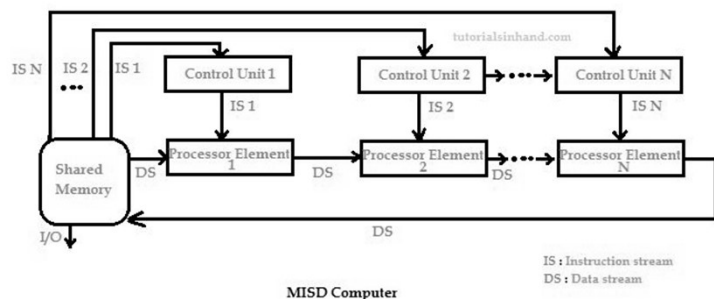 tutorialsinhand.com
IS N
IS 2
IS 1
Control Unit 1
Control Unit 2
Control Unit N
IS 1
IS 2
IS N
Shared
Memory
DS
Processor Element
1
DS
Processor Element
2
DS
Processor Element
N
I/O
DS
IS : Instruction stream
DS : Data stream
MISD Computer